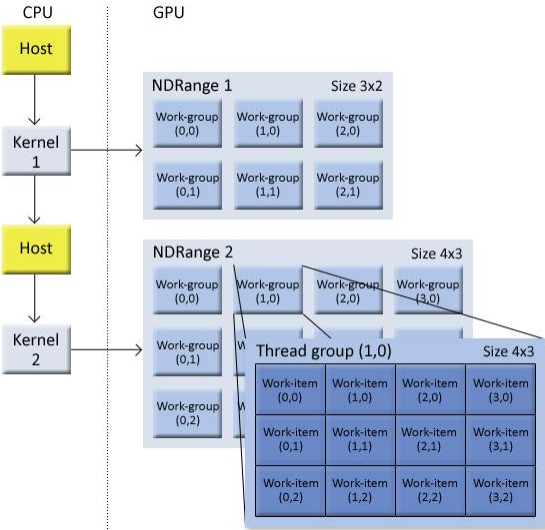 CPU
GPU
Host
Kernel
1
Host
Kernel
2
NDRange 1
Size 3x2
Work-group
(0,0)
Work-group
(1,0)
Work-group
(2,0)
Work-group
(0,1)
Work-group
(1,1)
Work-group
(2,1)
NDRange 2
Size 4x3
Work-group
(0,0)
Work-group
(1,0)
Work-group
(2,0)
Work-group
(3,0)
Work-group
(0,1)
W
Work-group
(0,2)
W
Thread group (1,0)
Size 4x3
Work-item
(0,0)
Work-item
(1,0)
Work-item
(2,0)
Work-item
(3,0)
Work-item
(0,1)
Work-item
(1,1)
Work-item
(2,1)
Work-item
(3,1)
Work-item
(0,2)
Work-item
(1,2)
Work-item
(2,2)
Work-item
(3,2)